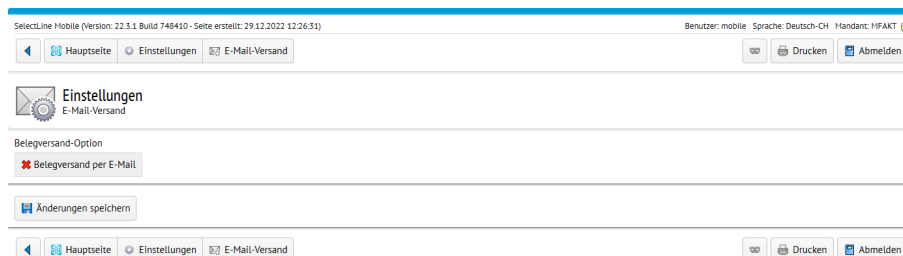 SelectLine Mobile (Version: 22.3.1 Build 748410 - Seite erstellt: 29.12.2022 12:26:31) Benutzer: mobile Sprache: Deutsch-CH Mandant: MFAKT
Hauptseite Einstellungen E-Mail-Versand Drucken Abmelden
Einstellungen
E-Mail-Versand
Belegversand-Option
Belegversand per E-Mail
Änderungen speichern
Hauptseite Einstellungen E-Mail-Versand Drucken Abmelden